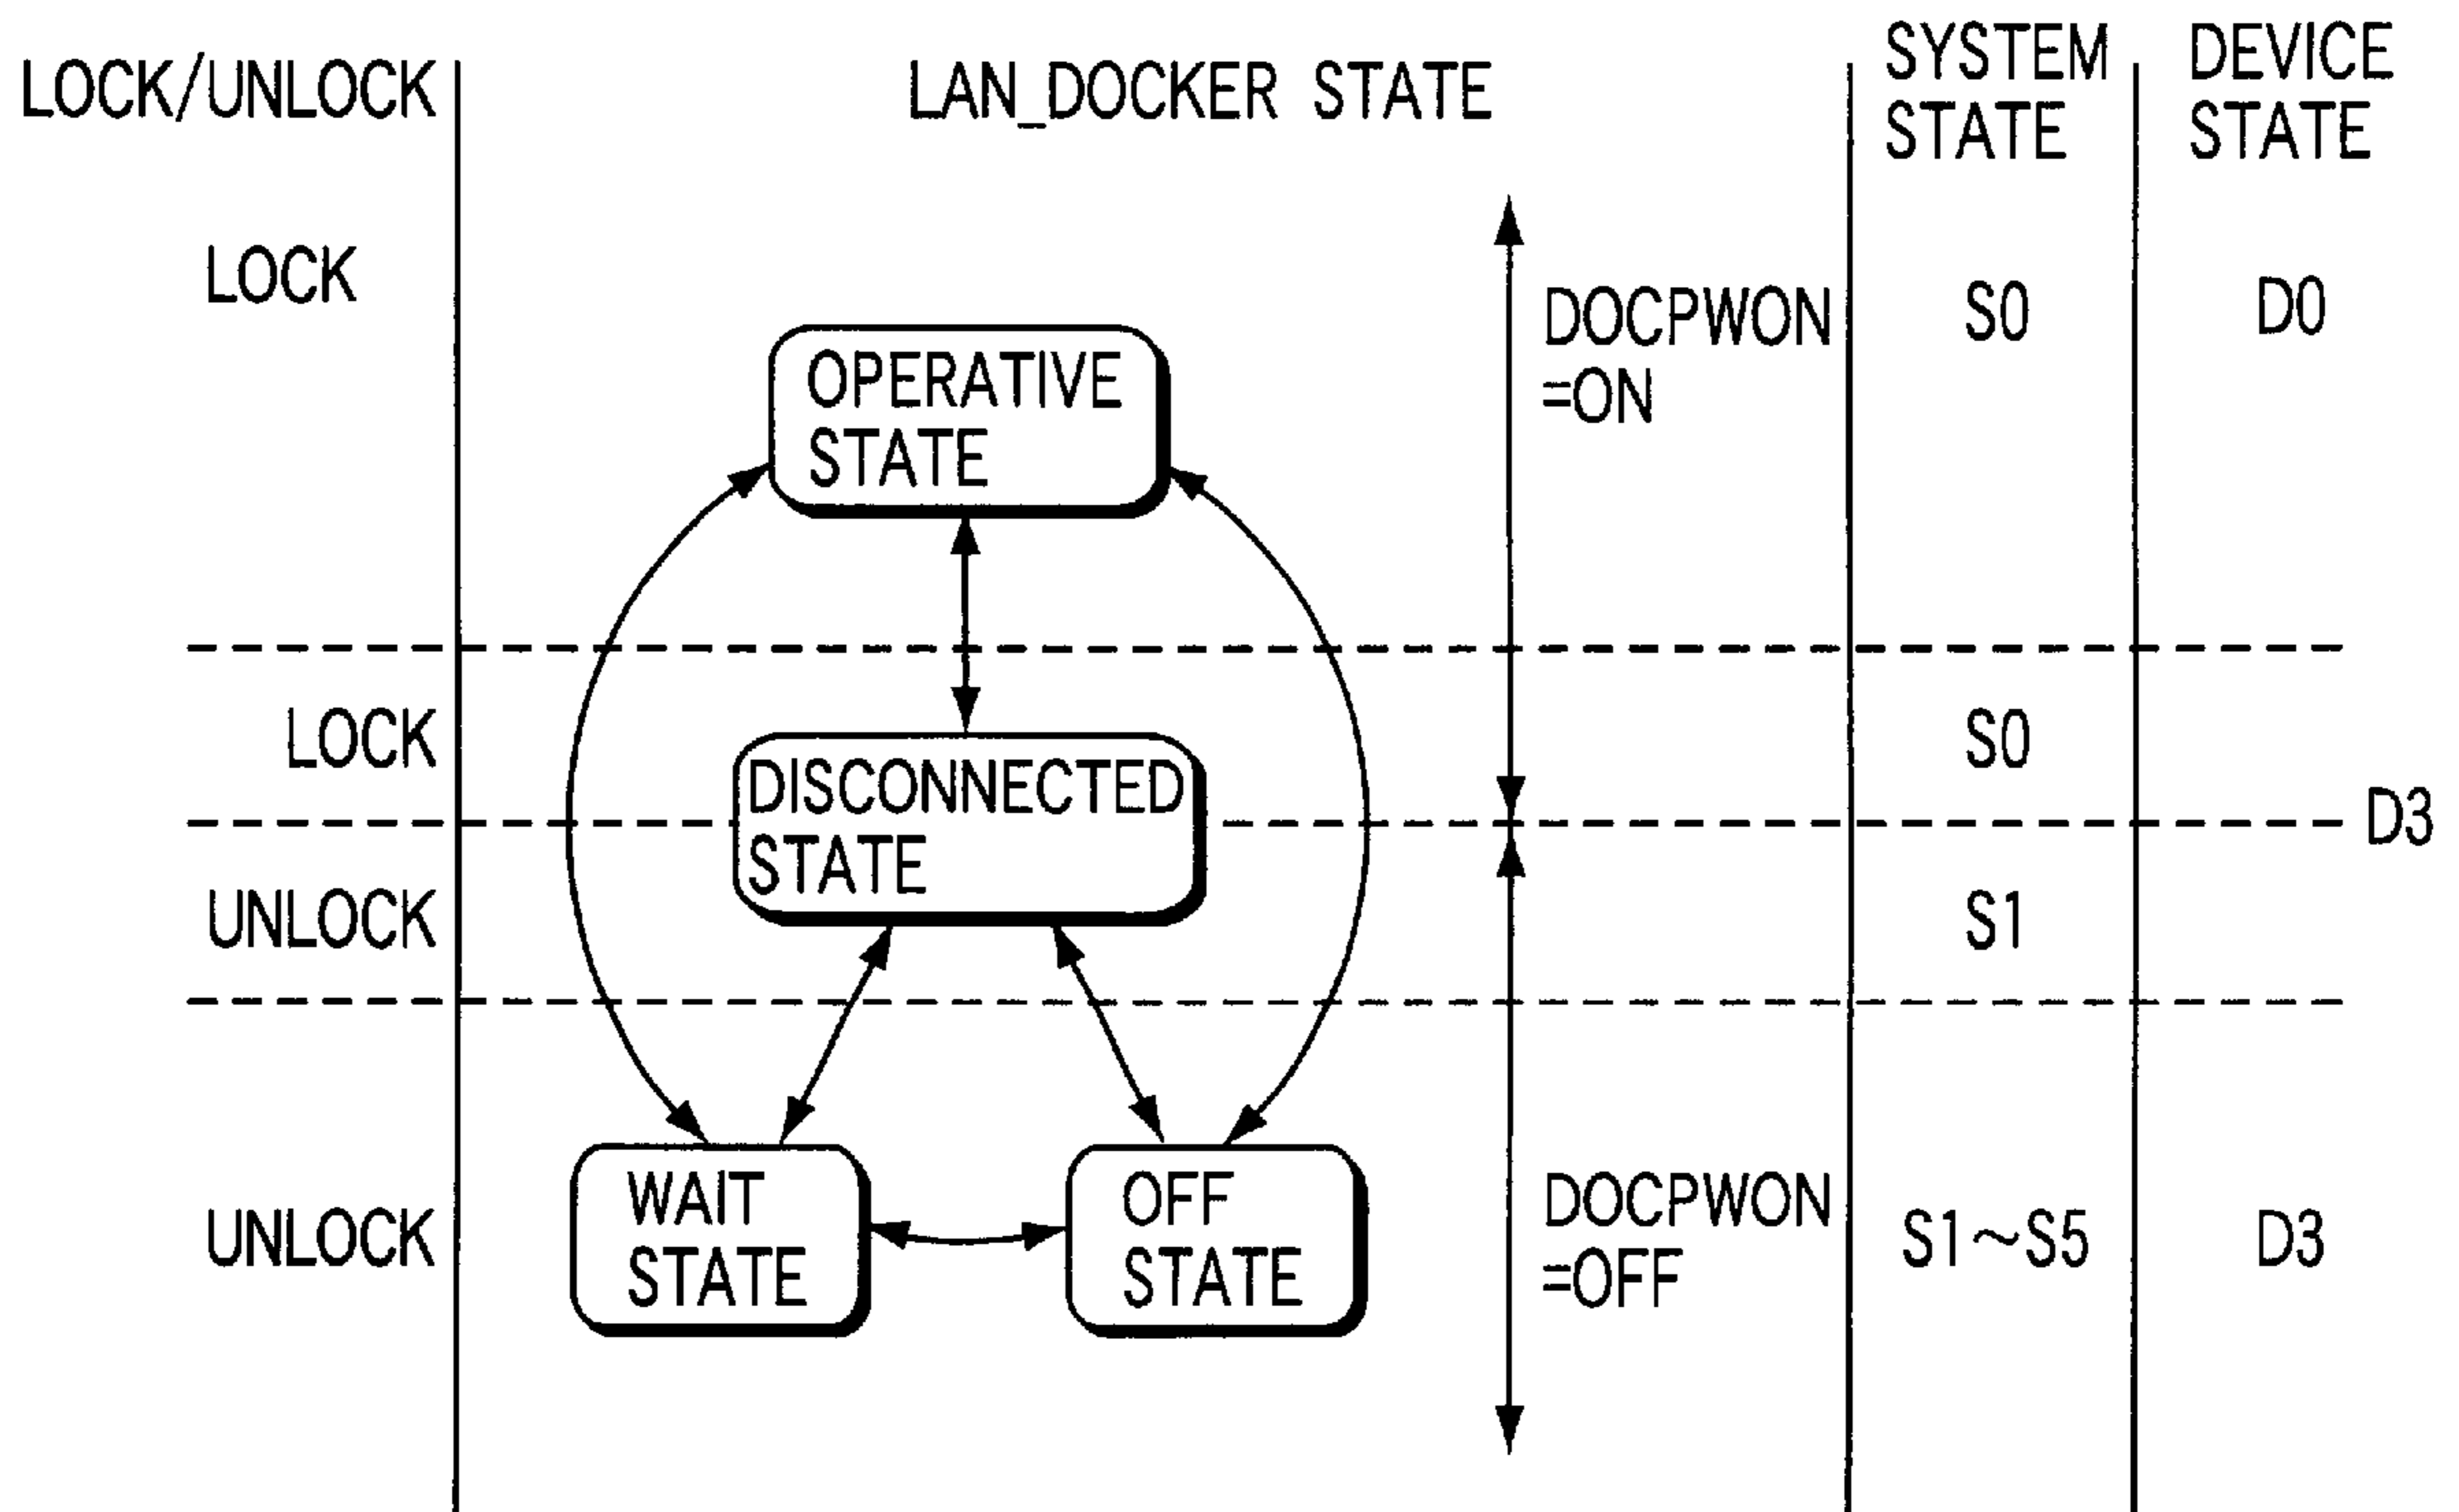 LOCK/UNLOCK
LAN_DOCKER STATE
SYSTEM
STATE
DEVICE
STATE
LOCK
OPERATIVE
STATE
DOCPWON
=ON
S0
D0
LOCK
S0
DISCONNECTED
STATE
D3
UNLOCK
S1
UNLOCK
WAIT
STATE
OFF
STATE
DOCPWON
=OFF
S1~S5
D3